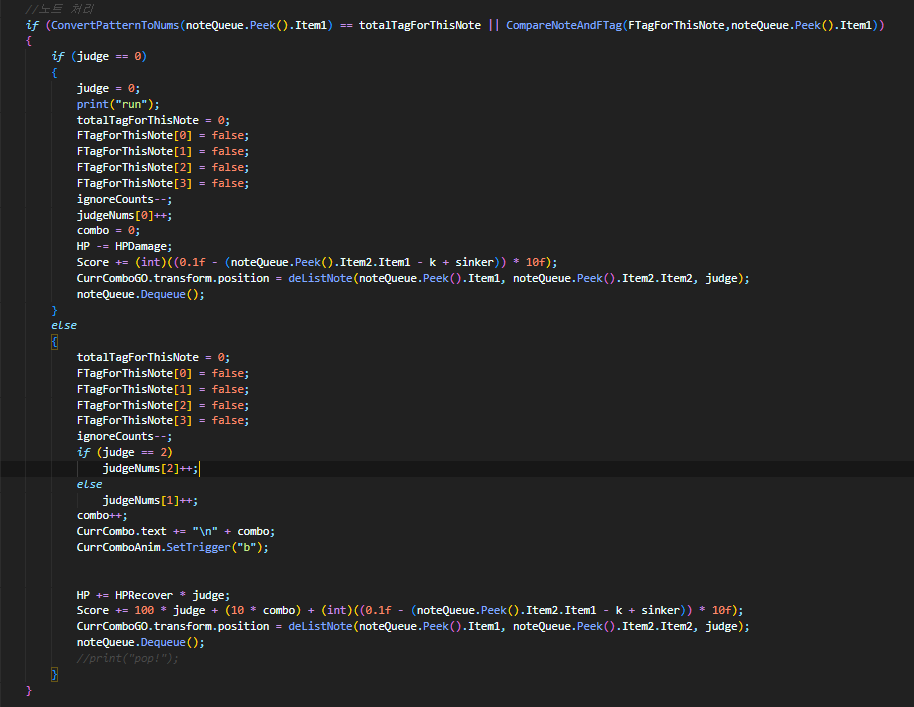 //노트 처리
if (ConvertPatternToNums(noteQueue.Peek().Item1) == totalTagForThisNote || CompareNoteAndFTag(FTagForThisNote,noteQueue.Peek().Item1))
{
if (judge == 0)
{
judge = 0;
print("run");
totalTagForThisNote = 0;
FTagForThisNote[0] = false;
FTagForThisNote[1] = false;
FTagForThisNote[2] = false;
FTagForThisNote[3] = false;
ignoreCounts--;
judgeNums[0]++;
combo = 0;
HP -= HPDamage;
Score += (int)((0.1f - (noteQueue.Peek().Item2.Item1 - k + sinker)) * 10f);
CurrComboGO.transform.position = deListNote(noteQueue.Peek().Item1, noteQueue.Peek().Item2.Item2, judge);
noteQueue.Dequeue();
}
else
{
totalTagForThisNote = 0;
FTagForThisNote[0] = false;
FTagForThisNote[1] = false;
FTagForThisNote[2] = false;
FTagForThisNote[3] = false;
ignoreCounts--;
if (judge == 2)
judgeNums[2]++;
else
judgeNums[1]++;
combo++;
CurrCombo.text += "\n" + combo;
CurrComboAnim.SetTrigger("b");
HP += HPRecover * judge;
Score += 100 * judge + (10 * combo) + (int)((0.1f - (noteQueue.Peek().Item2.Item1 - k + sinker)) * 10f);
CurrComboGO.transform.position = deListNote(noteQueue.Peek().Item1, noteQueue.Peek().Item2.Item2, judge);
noteQueue.Dequeue();
//print("pop!");
}
}